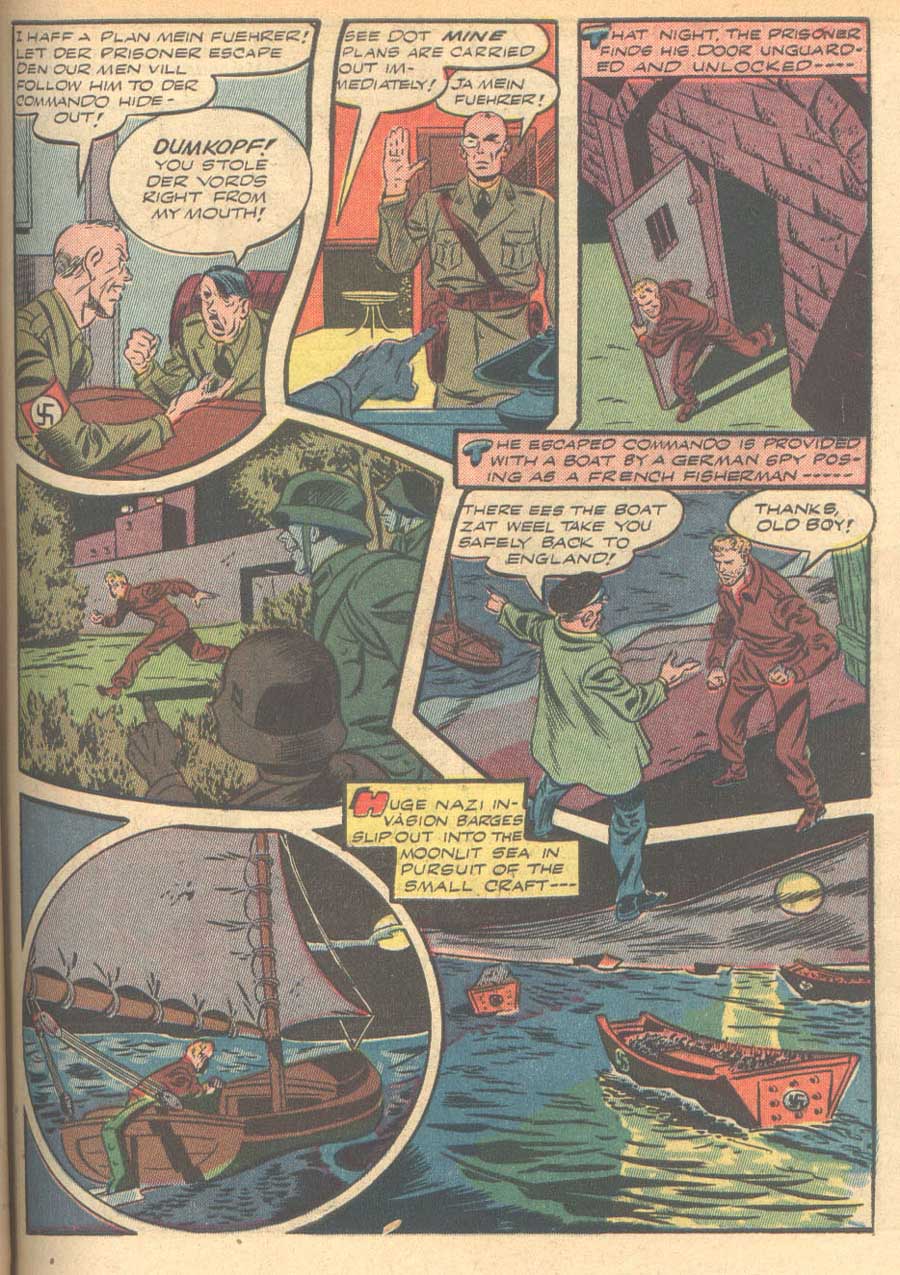 I HAFF A PLAN MEIN FUEHRER!
LET DER PRISONER ESCAPE
DEN OUR MEN VILL
FOLLOW HIM TO DER
COMMANDO HIDE-
OUT!
DUMKOPF!
YOU STOLE
DER VORDS
RIGHT FROM
MY MOUTH!
SEE DOT MINE
PLANS ARE CARRIED
OUT IM-
MEDIATELY!
JA MEIN
FUEHRER!
THAT NIGHT, THE PRISONER
FINDS HIS DOOR UNGUARD-
ED AND UNLOCKED----
THE ESCAPED COMMANDO IS PROVIDED
WITH A BOAT BY A GERMAN SPY POS-
ING AS A FRENCH FISHERMAN-----
THERE EES THE BOAT
ZAT WEEL TAKE YOU
SAFELY BACK TO
ENGLAND!
THANKS,
OLD BOY!
HUGE NAZI IN-
VASION BARGES
SLIP OUT INTO THE
MOONLIT SEA IN
PURSUIT OF THE
SMALL CRAFT---